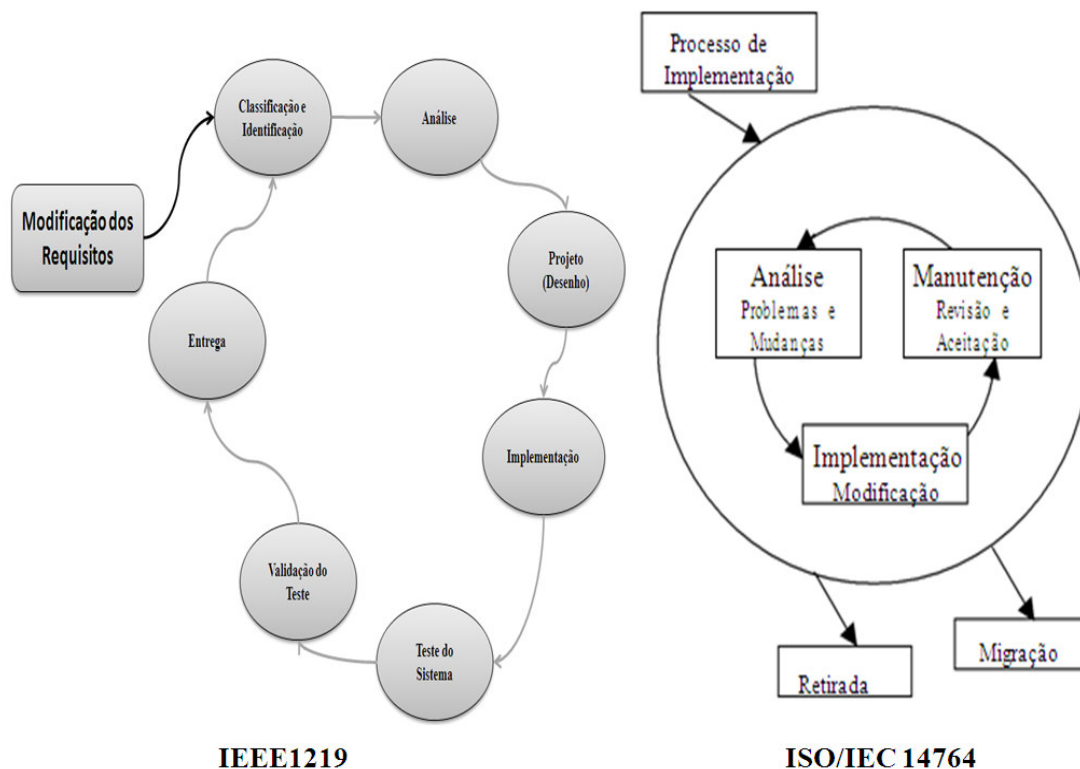 Modificação dos
Requisitos
Classificação e
Identificação
Análise
Projeto
(Desenho)
Implementação
Teste do
Sistema
Validação do
Teste
Entrega
IEEE1219
Processo de
Implementação
Análise
Problemas e
Mudanças
Manutenção
Revisão e
Aceitação
Implementação
Modificação
Retirada
Migração
ISO/IEC 14764